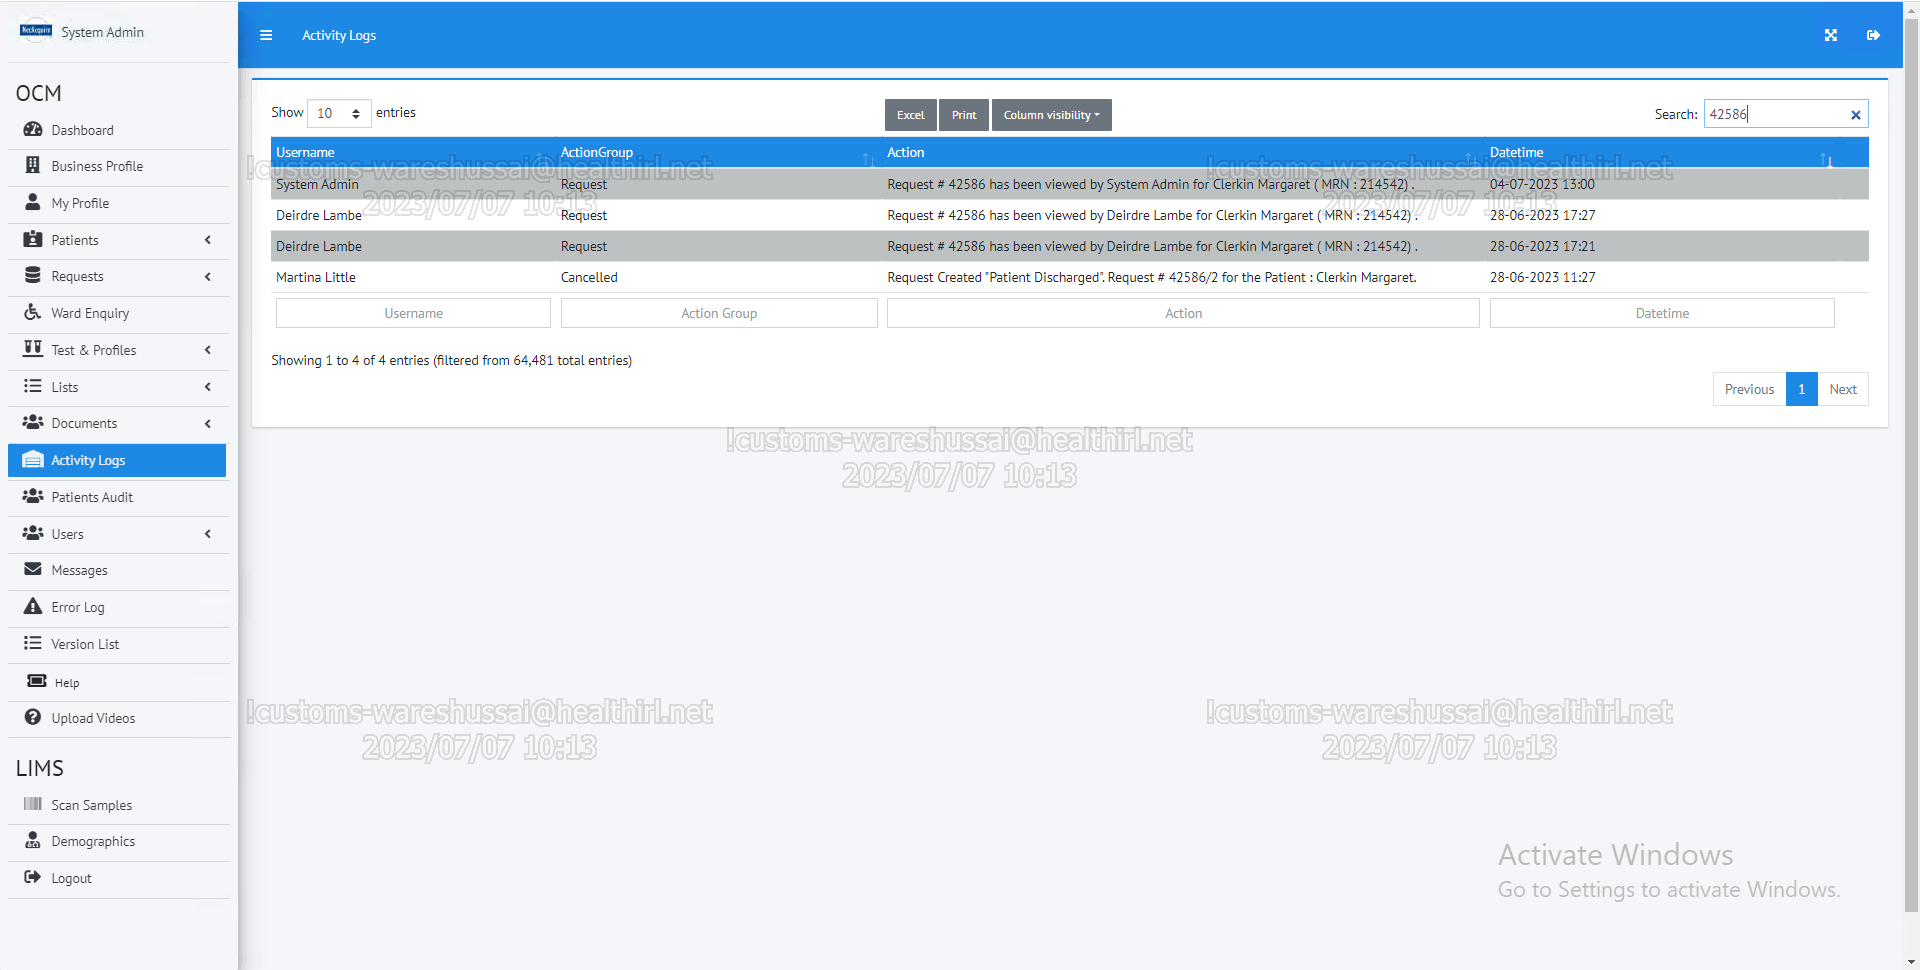 NetAcquire System Admin
Activity Logs
OCM
Dashboard
Business Profile
My Profile
Patients
Requests
Ward Enquiry
Test & Profiles
Lists
Documents
Activity Logs
Patients Audit
Users
Messages
Error Log
Version List
Help
Upload Videos
LIMS
Scan Samples
Demographics
Logout
Show 10 entries
Excel Print Column visibility
Search: 42586
Username ActionGroup Action Datetime
System Admin Request Request # 42586 has been viewed by System Admin for Clerkin Margaret ( MRN : 214542) . 04-07-2023 13:00
Deirdre Lambe Request Request # 42586 has been viewed by Deirdre Lambe for Clerkin Margaret ( MRN : 214542) . 28-06-2023 17:27
Deirdre Lambe Request Request # 42586 has been viewed by Deirdre Lambe for Clerkin Margaret ( MRN : 214542) . 28-06-2023 17:21
Martina Little Cancelled Request Created "Patient Discharged". Request # 42586/2 for the Patient : Clerkin Margaret. 28-06-2023 11:27
Username Action Group Action Datetime
Showing 1 to 4 of 4 entries (filtered from 64,481 total entries)
Previous 1 Next
!customs-wareshussai@healthirl.net !customs-wareshussai@healthirl.net
2023/07/07 10:13 2023/07/07 10:13
!customs-wareshussai@healthirl.net
2023/07/07 10:13
!customs-wareshussai@healthirl.net !customs-wareshussai@healthirl.net
2023/07/07 10:13 2023/07/07 10:13
Activate Windows
Go to Settings to activate Windows.